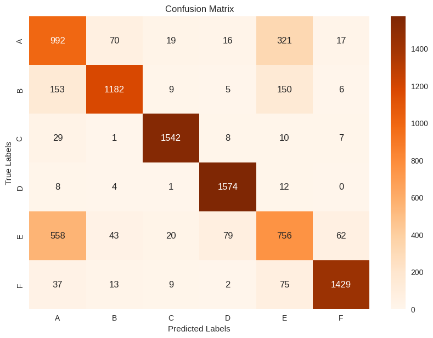 Confusion Matrix
A 992 70 19 16 321 17
B 153 1182 9 5 150 6
C 29 1 1542 8 10 7
D 8 4 1 1574 12 0
E 558 43 20 79 756 62
F 37 13 9 2 75 1429
A B C D E F
True Labels
Predicted Labels
1400
1200
1000
800
600
400
200
0